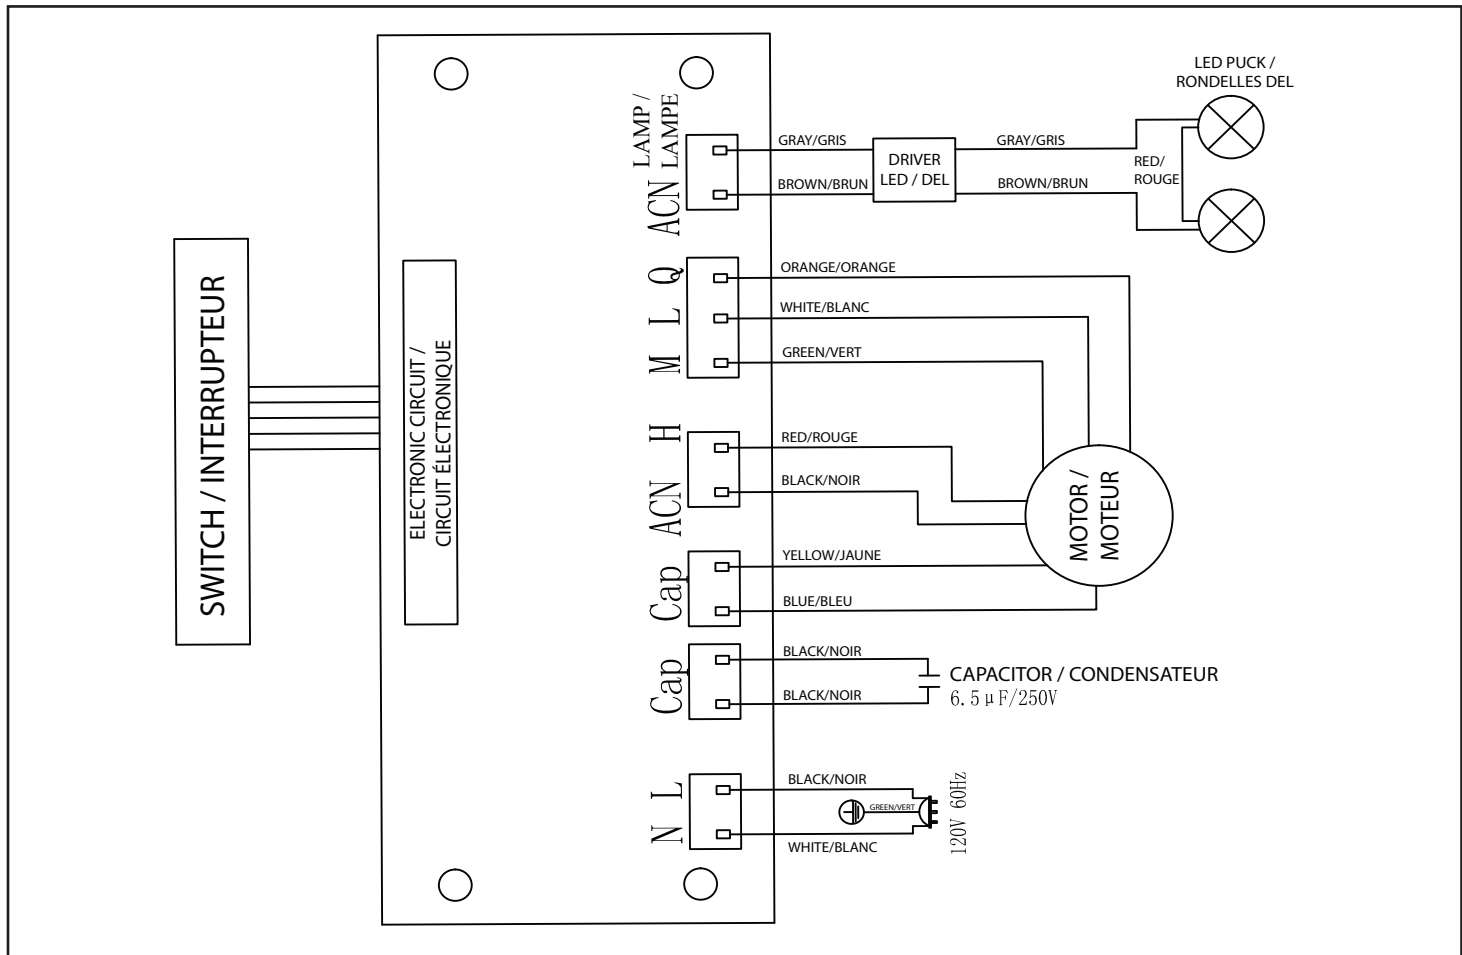 LED PUCK /
RONDELLES DEL
LAMP /
LAMPE
ACN
GRAY/GRIS
BROWN/BRUN
DRIVER
LED / DEL
GRAY/GRIS
BROWN/BRUN
RED/
ROUGE
Q
L
M
ORANGE/ORANGE
WHITE/BLANC
GREEN/VERT
SWITCH / INTERRUPTEUR
ELECTRONIC CIRCUIT /
CIRCUIT ÉLECTRONIQUE
H
ACN
RED/ROUGE
BLACK/NOIR
MOTOR /
MOTEUR
Cap
YELLOW/JAUNE
BLUE/BLEU
Cap
BLACK/NOIR
BLACK/NOIR
CAPACITOR / CONDENSATEUR
6.5μF/250V
L
N
BLACK/NOIR
GREEN/VERT
WHITE/BLANC
120V 60Hz